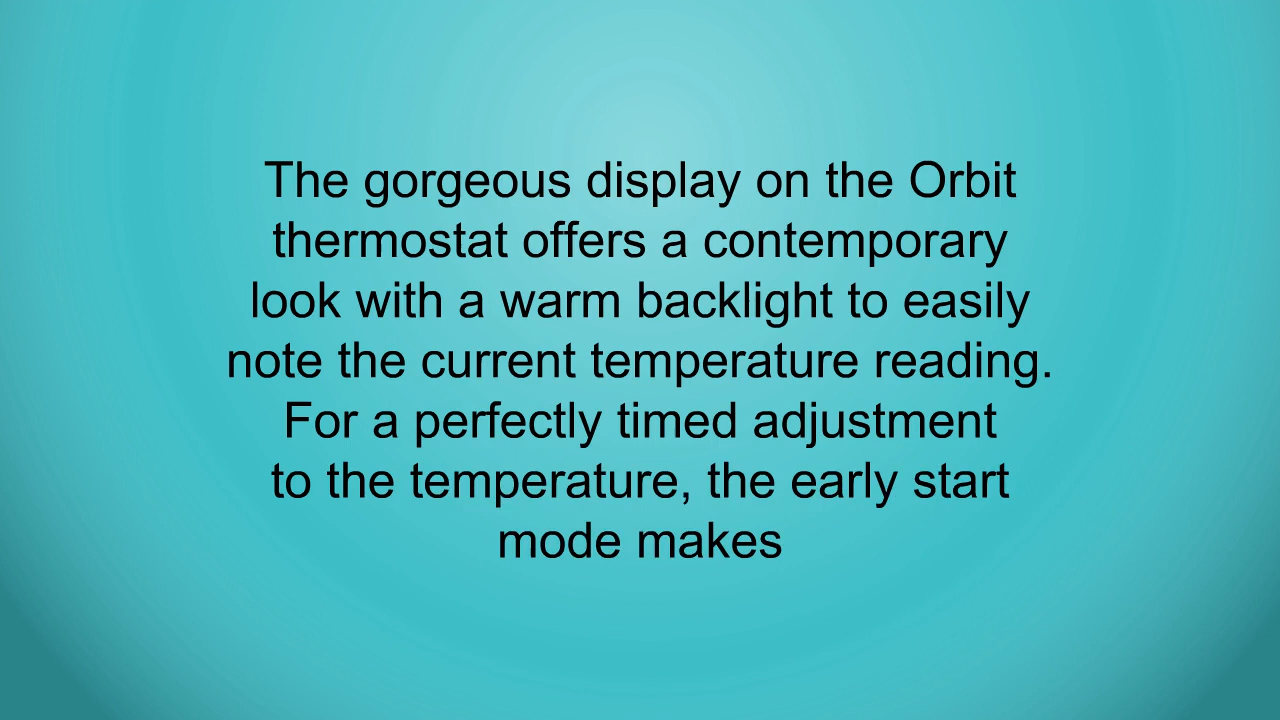 The gorgeous display on the Orbit
thermostat offers a contemporary
look with a warm backlight to easily
note the current temperature reading.
For a perfectly timed adjustment
to the temperature, the early start
mode makes